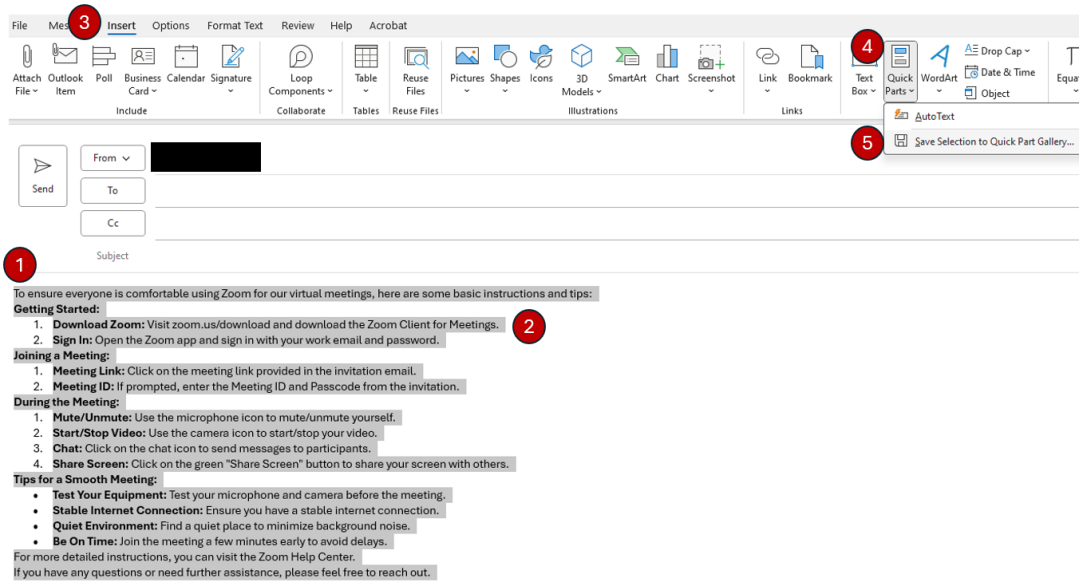 File Mes 3 Insert Options Format Text Review Help Acrobat
4
Attach File Outlook Item Poll Business Card Calendar Signature Loop Components Table Reuse Files Pictures Shapes Icons 3D Models SmartArt Chart Screenshot Link Bookmark Text Box Quick Parts WordArt Drop Cap Date & Time Object Equat
Include Collaborate Tables Reuse Files Illustrations Links
AutoText
5 Save Selection to Quick Part Gallery...
From
Send
To
Cc
Subject
1
To ensure everyone is comfortable using Zoom for our virtual meetings, here are some basic instructions and tips:
Getting Started:
1. Download Zoom: Visit zoom.us/download and download the Zoom Client for Meetings. 2
2. Sign In: Open the Zoom app and sign in with your work email and password.
Joining a Meeting:
1. Meeting Link: Click on the meeting link provided in the invitation email.
2. Meeting ID: If prompted, enter the Meeting ID and Passcode from the invitation.
During the Meeting:
1. Mute/Unmute: Use the microphone icon to mute/unmute yourself.
2. Start/Stop Video: Use the camera icon to start/stop your video.
3. Chat: Click on the chat icon to send messages to participants.
4. Share Screen: Click on the green "Share Screen" button to share your screen with others.
Tips for a Smooth Meeting:
• Test Your Equipment: Test your microphone and camera before the meeting.
• Stable Internet Connection: Ensure you have a stable internet connection.
• Quiet Environment: Find a quiet place to minimize background noise.
• Be On Time: Join the meeting a few minutes early to avoid delays.
For more detailed instructions, you can visit the Zoom Help Center.
If you have any questions or need further assistance, please feel free to reach out.